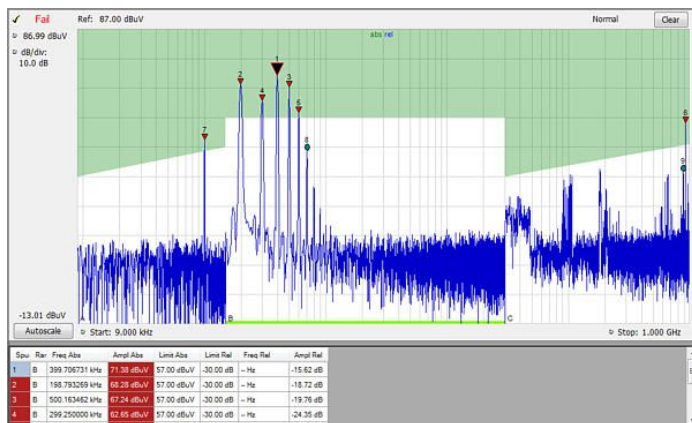 ✓ Fail Ref: 87.00 dBuV Normal Clear
86.99 dBuV
dB/div:
10.0 dB
abs rel
1
2
3
4
5
7
8
6
9
A B C
-13.01 dBuV
Autoscale Start: 9.000 kHz Stop: 1.000 GHz
Spu Rar Freq Abs Ampl Abs Limit Abs Limit Rel Freq Rel Ampl Rel
1 B 399.706731 kHz 71.38 dBuV 57.00 dBuV -30.00 dB -- Hz -15.62 dB
2 B 198.793269 kHz 68.28 dBuV 57.00 dBuV -30.00 dB -- Hz -18.72 dB
3 B 500.163462 kHz 67.24 dBuV 57.00 dBuV -30.00 dB -- Hz -19.76 dB
4 B 299.250000 kHz 62.65 dBuV 57.00 dBuV -30.00 dB -- Hz -24.35 dB